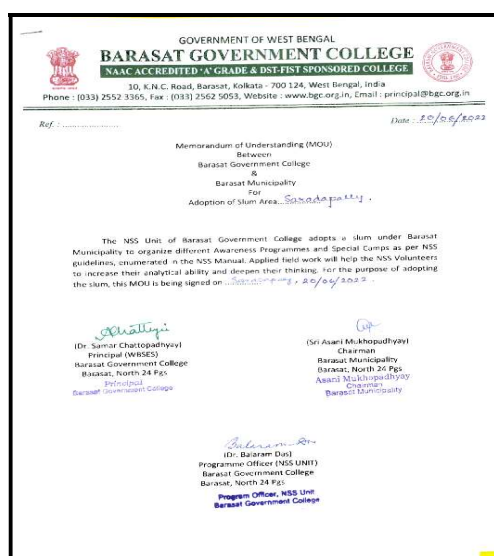 GOVERNMENT OF WEST BENGAL
BARASAT GOVERNMENT COLLEGE
NAAC ACCREDITED 'A' GRADE & DST-FIST SPONSORED COLLEGE
10, K.N.C. Road, Barasat, Kolkata - 700 124, West Bengal, India
Phone : (033) 2552 3365, Fax : (033) 2562 5053, Website : www.bgc.org.in, Email : principal@bgc.org.in
Ref. : ....................
Date : 20/06/2022
Memorandum of Understanding (MOU)
Between
Barasat Government College
&
Barasat Municipality
For
Adoption of Slum Area Saradapally.
The NSS Unit of Barasat Government College adopts a slum under Barasat
Municipality to organize different Awareness Programmes and Special Camps as per NSS
guidelines, enumerated in the NSS Manual. Applied field work will help the NSS Volunteers
to increase their analytical ability and deepen their thinking. For the purpose of adopting
the slum, this MOU is being signed on Saradapally, 20/06/2022.
(Dr. Samar Chattopadhyay)
Principal (WBSES)
Barasat Government College
Barasat, North 24 Pgs
Principal
Barasat Government College
(Sri Asani Mukhopadhyay)
Chairman
Barasat Municipality
Barasat, North 24 Pgs
Asani Mukhopadhyay
Chairman
Barasat Municipality
Balaram Das
(Dr. Balaram Das)
Programme Officer (NSS UNIT)
Barasat Government College
Barasat, North 24 Pgs
Program Officer, NSS Unit
Barasat Government College